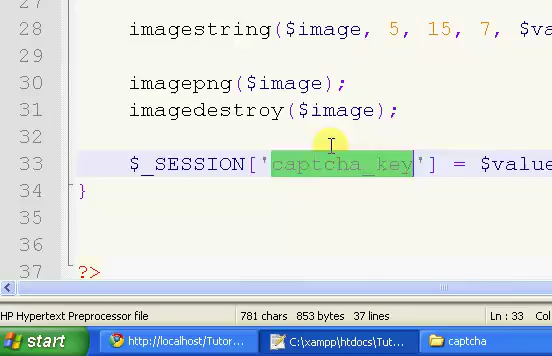 28 imagestring($image, 5, 15, 7, $va
29
30 imagepng($image);
31 imagedestroy($image);
32
33 $_SESSION['captcha_key'] = $value
34 }
35
36
37 ?>
HP Hypertext Preprocessor file 781 chars 853 bytes 37 lines Ln : 33 Col
start http://localhost/Tutor... C:\xampp\htdocs\Tut... captcha